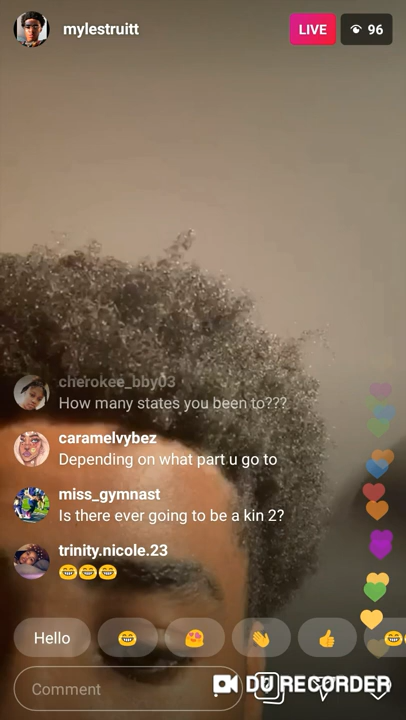 mylestruitt
LIVE
96
cherokee_bby03
How many states you been to???
caramelvybez
Depending on what part u go to
miss_gymnast
Is there ever going to be a kin 2?
trinity.nicole.23
😂😂😂
Hello
Comment
DU RECORDER